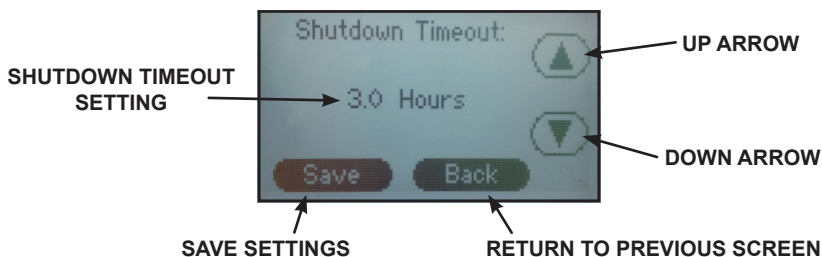 Shutdown Timeout:
UP ARROW
SHUTDOWN TIMEOUT
SETTING
3.0 Hours
DOWN ARROW
Save
Back
SAVE SETTINGS
RETURN TO PREVIOUS SCREEN